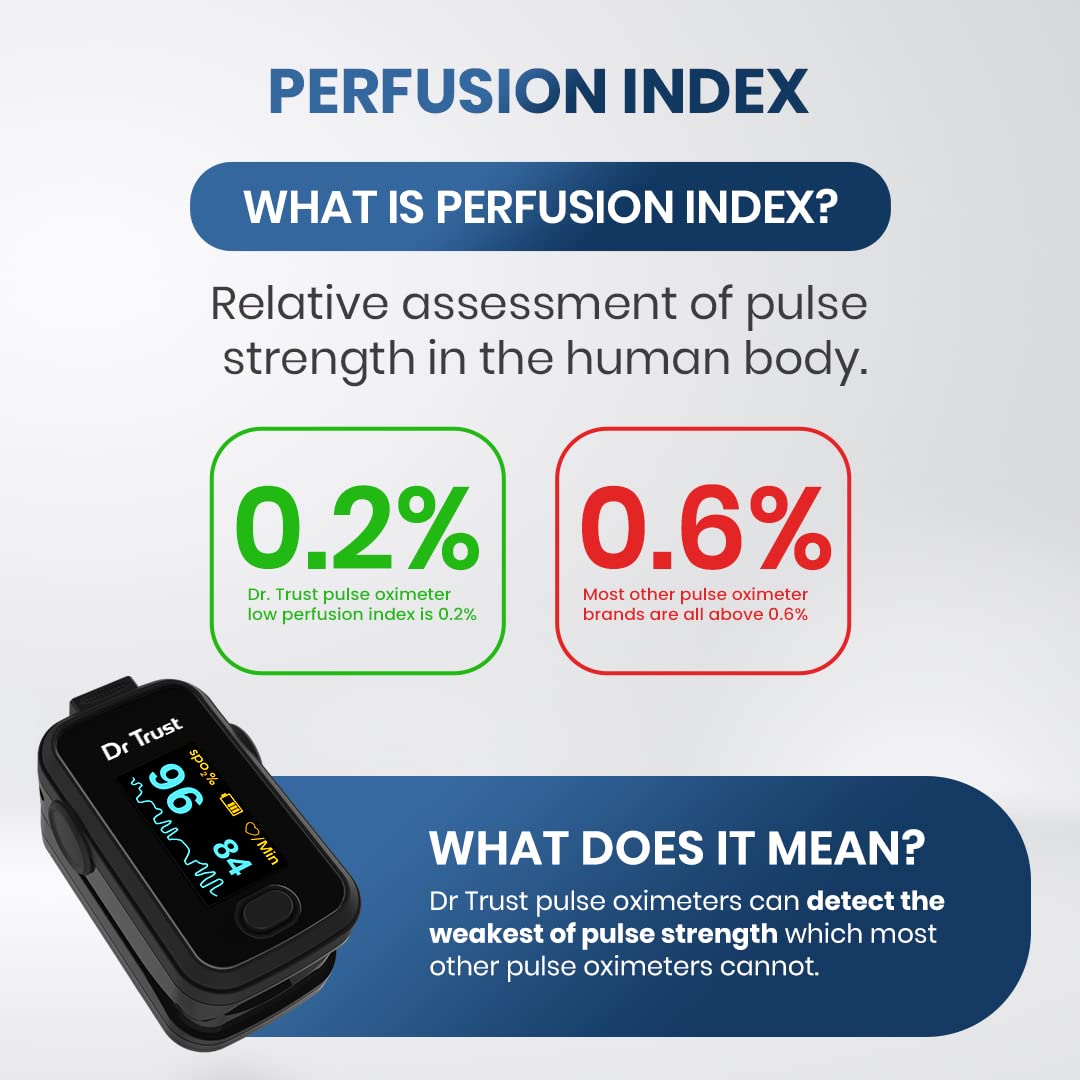 PERFUSION INDEX
WHAT IS PERFUSION INDEX?
Relative assessment of pulse
strength in the human body.
0.2%
Dr. Trust pulse oximeter
low perfusion index is 0.2%
0.6%
Most other pulse oximeter
brands are all above 0.6%
Dr Trust
spo₂%
96
♡/Min
84
WHAT DOES IT MEAN?
Dr Trust pulse oximeters can detect the
weakest of pulse strength which most
other pulse oximeters cannot.